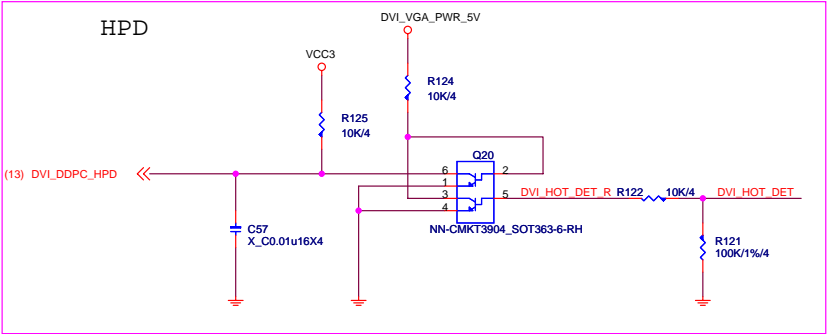 HPD
DVI_VGA_PWR_5V
VCC3
R124
10K/4
R125
10K/4
Q20
(13) DVI_DDPC_HPD
6
2
1
3
5
4
DVI_HOT_DET_R
R122
10K/4
DVI_HOT_DET
NN-CMKT3904_SOT363-6-RH
C57
X_C0.01u16X4
R121
100K/1%/4